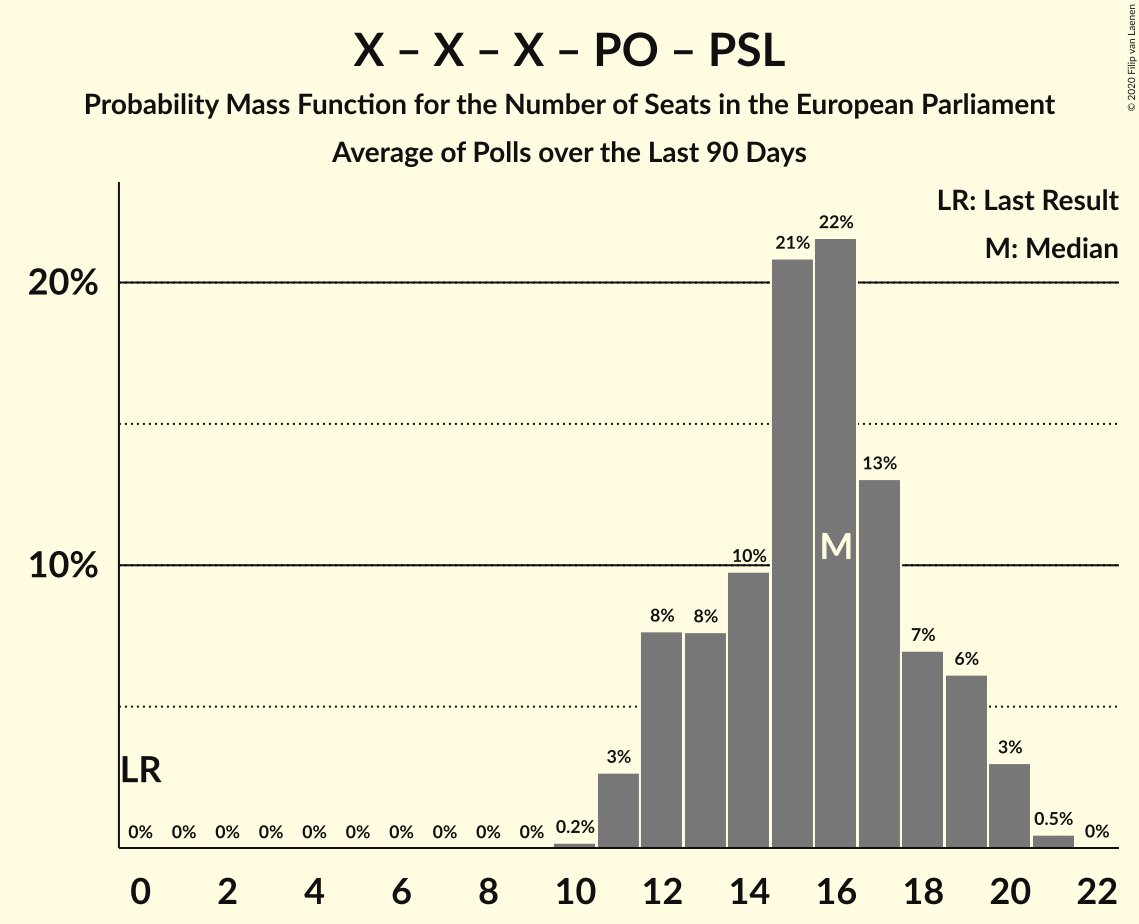 X – X – X – PO – PSL
Probability Mass Function for the Number of Seats in the European Parliament
Average of Polls over the Last 90 Days
© 2020 Filip van Laenen
LR: Last Result
M: Median
20%
10%
22%
21%
13%
10%
8%
8%
7%
6%
3%
3%
0.2%
0.5%
0%
0%
0%
0%
0%
0%
0%
0%
0%
0%
0%
M
LR
0 2 4 6 8 10 12 14 16 18 20 22